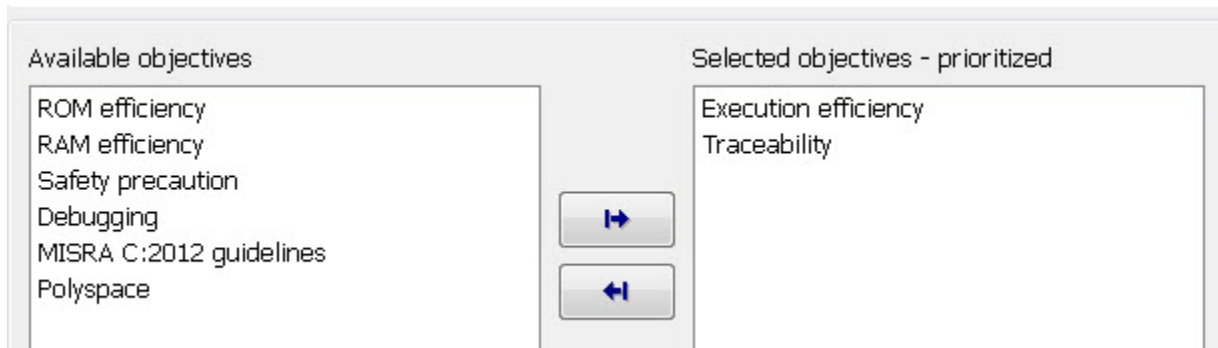 Available objectives
ROM efficiency
RAM efficiency
Safety precaution
Debugging
MISRA C:2012 guidelines
Polyspace
Selected objectives - prioritized
Execution efficiency
Traceability